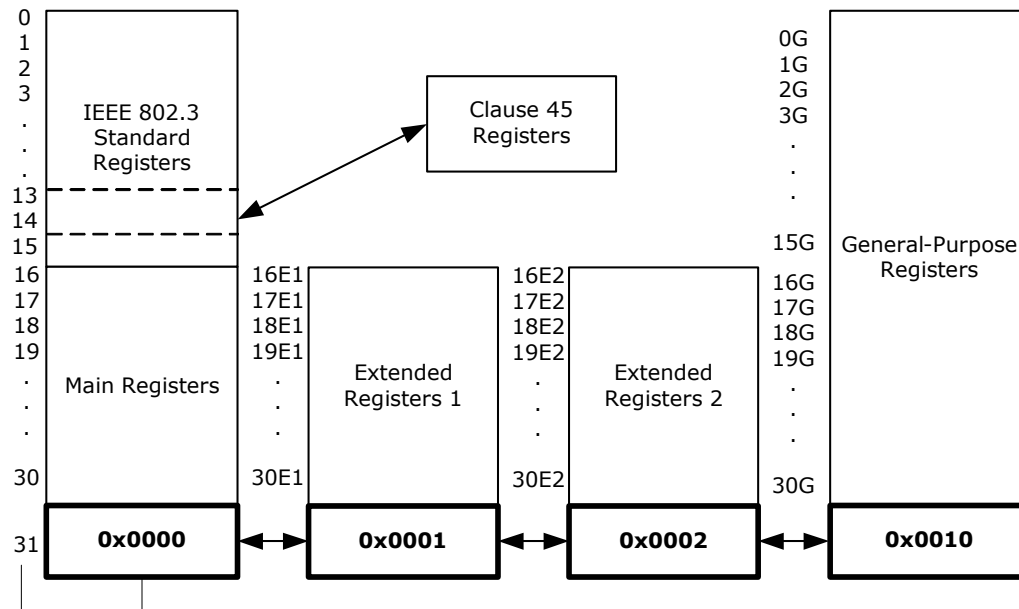 0
1
2
3
.
.
.
13
14
15
16
17
18
19
.
.
.
30
31
IEEE 802.3
Standard
Registers
Main Registers
0x0000
Clause 45
Registers
16E1
17E1
18E1
19E1
.
.
.
30E1
Extended
Registers 1
0x0001
16E2
17E2
18E2
19E2
.
.
.
30E2
Extended
Registers 2
0x0002
0G
1G
2G
3G
.
.
.
15G
16G
17G
18G
19G
.
.
.
30G
General-Purpose
Registers
0x0010